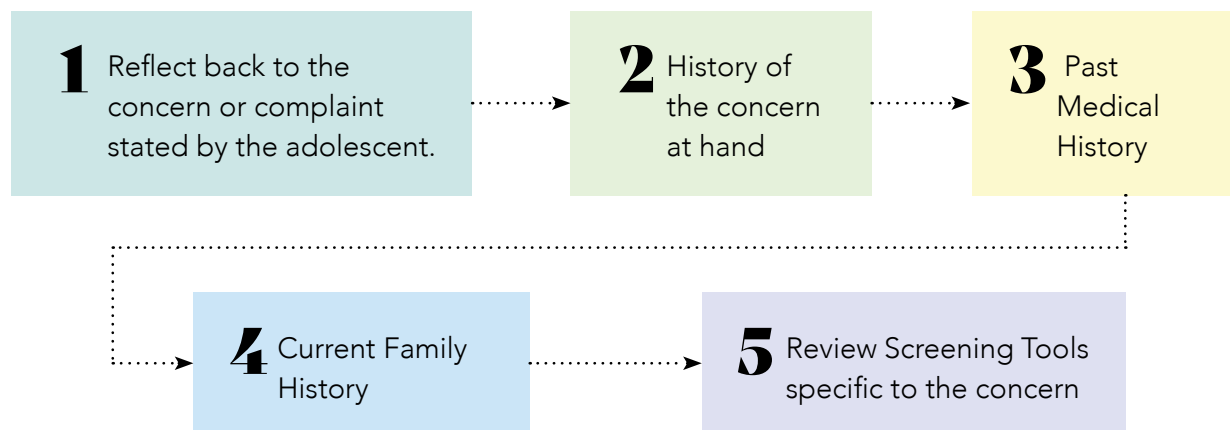 1 Reflect back to the
concern or complaint
stated by the adolescent.
2 History of
the concern
at hand
3 Past
Medical
History
4 Current Family
History
5 Review Screening Tools
specific to the concern